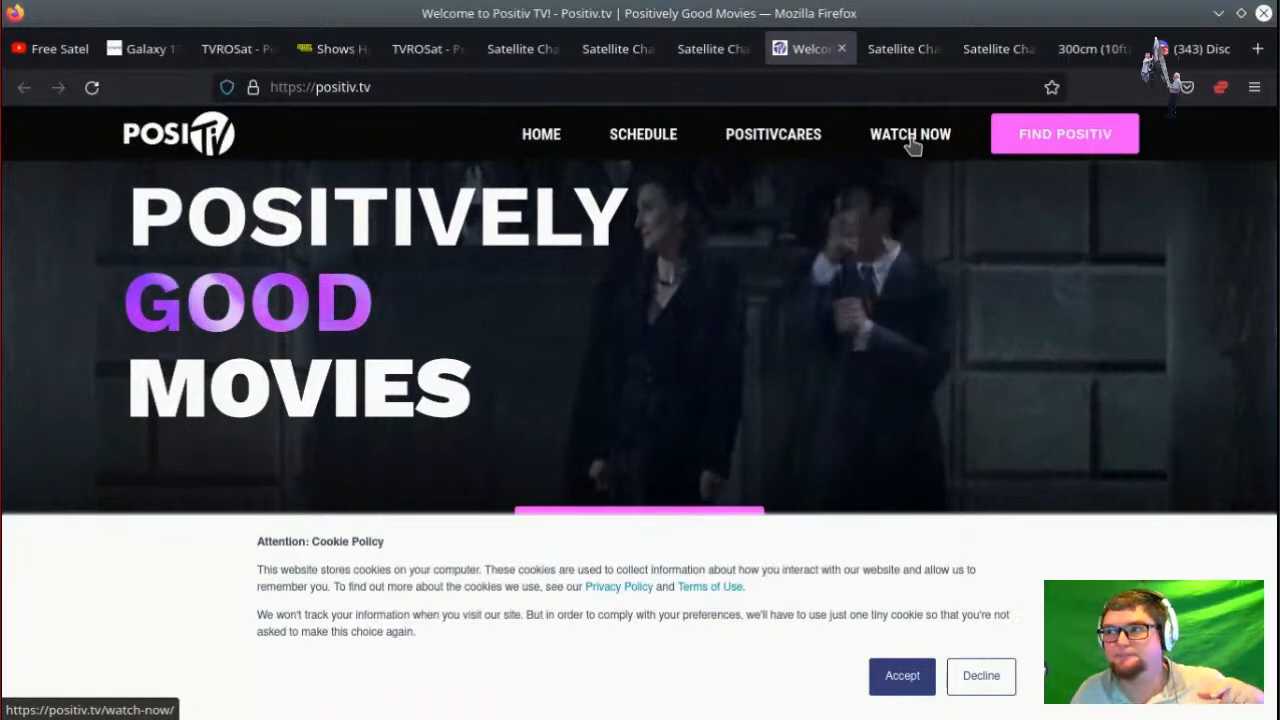 Welcome to Positiv TV! - Positiv.tv | Positively Good Movies — Mozilla Firefox
Free Satel
Galaxy 1
TVROSat - P
Shows H
TVROSat - P
Satellite Cha
Satellite Cha
Satellite Cha
Welco
Satellite Cha
Satellite Cha
300cm (10ft
(343) Disc
https://positiv.tv
POSITIV
HOME
SCHEDULE
POSITIVCARES
WATCH NOW
FIND POSITIV
POSITIVELY
GOOD
MOVIES
Attention: Cookie Policy
This website stores cookies on your computer. These cookies are used to collect information about how you interact with our website and allow us to
remember you. To find out more about the cookies we use, see our Privacy Policy and Terms of Use.
We won't track your information when you visit our site. But in order to comply with your preferences, we'll have to use just one tiny cookie so that you're not
asked to make this choice again.
Accept
Decline
https://positiv.tv/watch-now/